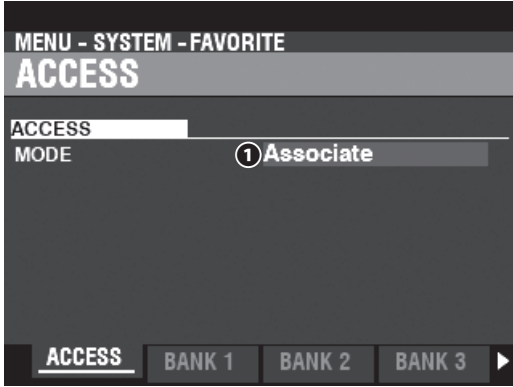 MENU - SYSTEM - FAVORITE
ACCESS
ACCESS
MODE 1 Associate
ACCESS BANK 1 BANK 2 BANK 3